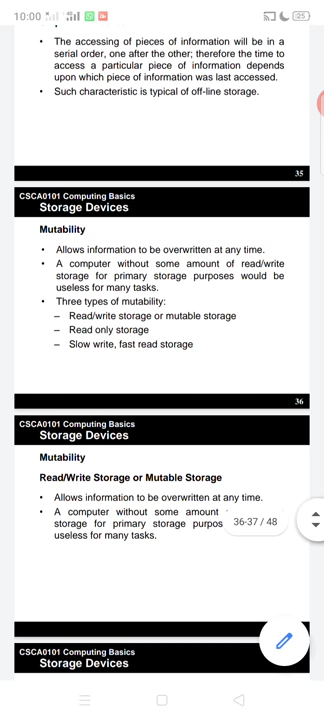 10:00
25
• The accessing of pieces of information will be in a
serial order, one after the other; therefore the time to
access a particular piece of information depends
upon which piece of information was last accessed.
• Such characteristic is typical of off-line storage.
35
CSCA0101 Computing Basics
Storage Devices
Mutability
• Allows information to be overwritten at any time.
• A computer without some amount of read/write
storage for primary storage purposes would be
useless for many tasks.
• Three types of mutability:
– Read/write storage or mutable storage
– Read only storage
– Slow write, fast read storage
36
CSCA0101 Computing Basics
Storage Devices
Mutability
Read/Write Storage or Mutable Storage
• Allows information to be overwritten at any time.
• A computer without some amount
storage for primary storage purpos
36-37 / 48
useless for many tasks.
CSCA0101 Computing Basics
Storage Devices